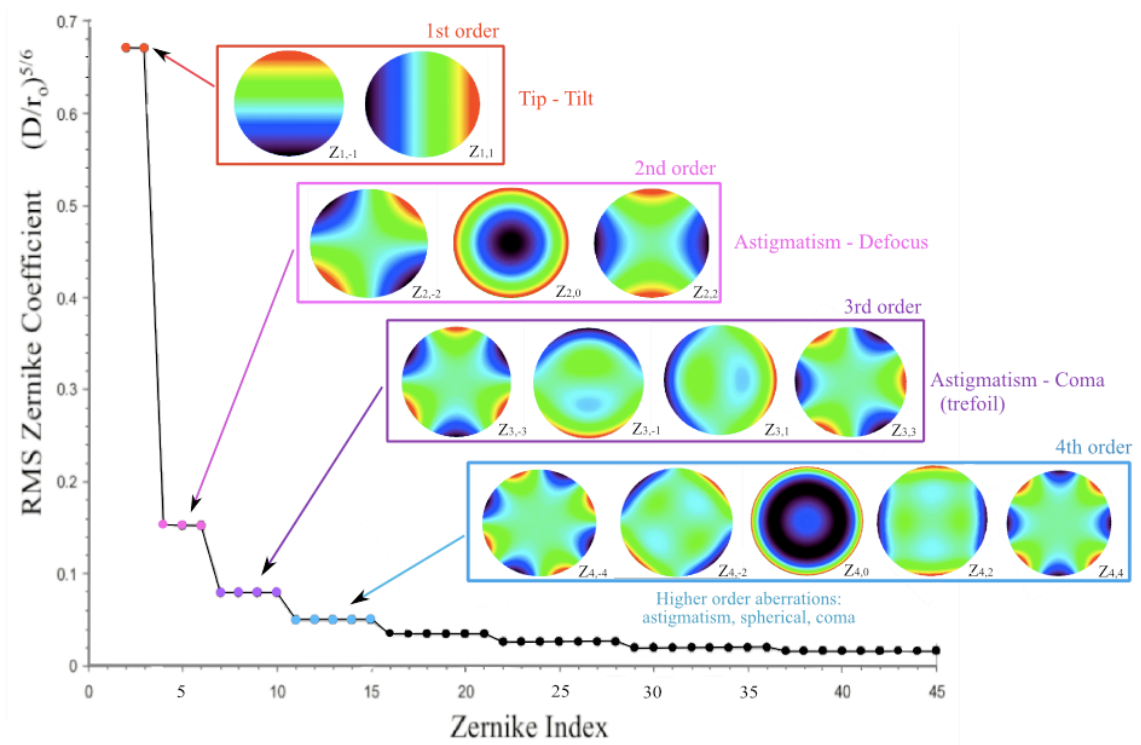 0.7
0.6
0.5
0.4
0.3
0.2
0.1
0
RMS Zernike Coefficient (D/r₀)⁵/⁶
1st order
Z1,-1
Z1,1
Tip - Tilt
2nd order
Z2,-2
Z2,0
Z2,2
Astigmatism - Defocus
3rd order
Z3,-3
Z3,-1
Z3,1
Z3,3
Astigmatism - Coma
(trefoil)
4th order
Z4,-4
Z4,-2
Z4,0
Z4,2
Z4,4
Higher order aberrations:
astigmatism, spherical, coma
0 5 10 15 20 25 30 35 40 45
Zernike Index